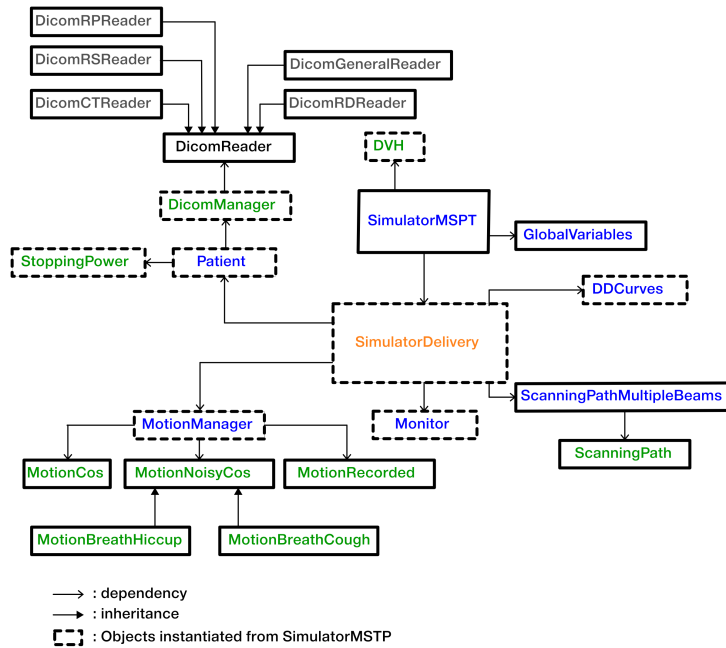 DicomRPReader
DicomRSReader
DicomGeneralReader
DicomCTReader
DicomRDReader
DicomReader
DVH
DicomManager
SimulatorMSPT
GlobalVariables
StoppingPower
Patient
DDCurves
SimulatorDelivery
ScanningPathMultipleBeams
MotionManager
Monitor
ScanningPath
MotionCos
MotionNoisyCos
MotionRecorded
MotionBreathHiccup
MotionBreathCough
: dependency
: inheritance
: Objects instantiated from SimulatorMSTP